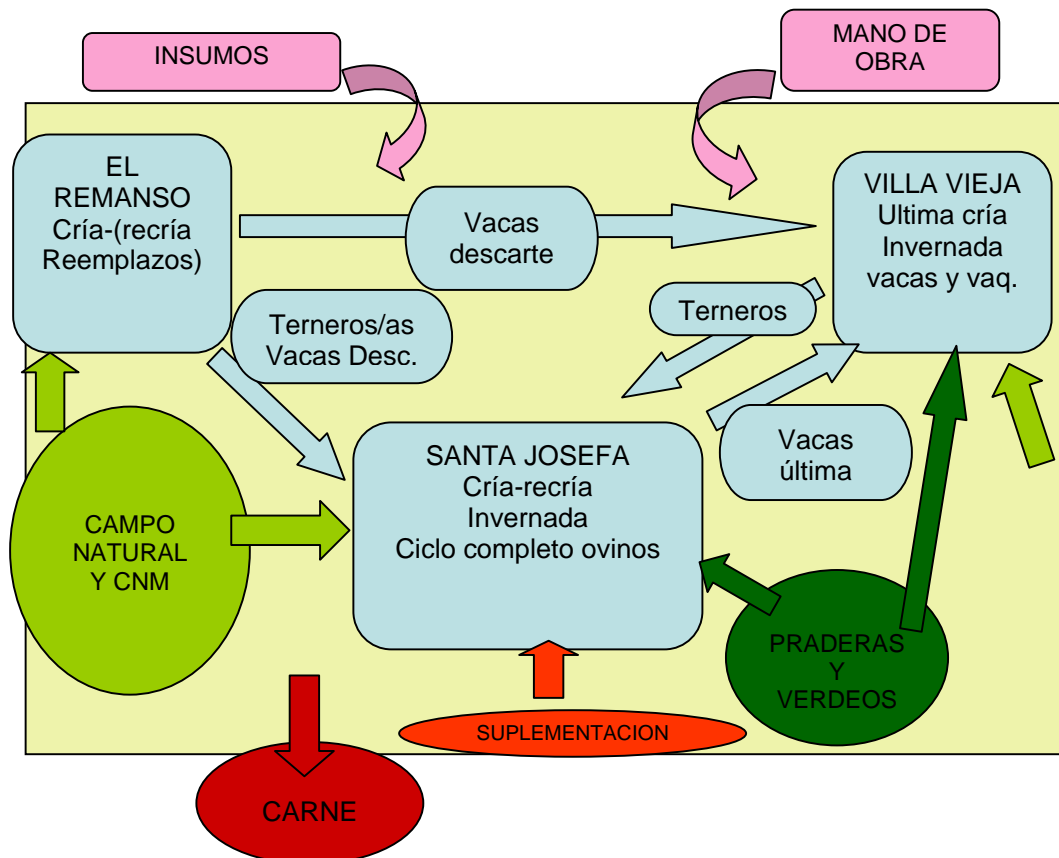 INSUMOS
MANO DE
OBRA
EL
REMANSO
Cría-(recría
Reemplazos)
Vacas
descarte
VILLA VIEJA
Ultima cría
Invernada
vacas y vaq.
Terneros/as
Vacas Desc.
Terneros
SANTA JOSEFA
Cría-recría
Invernada
Ciclo completo ovinos
Vacas
última
CAMPO
NATURAL
Y CNM
PRADERAS
Y
VERDEOS
SUPLEMENTACION
CARNE